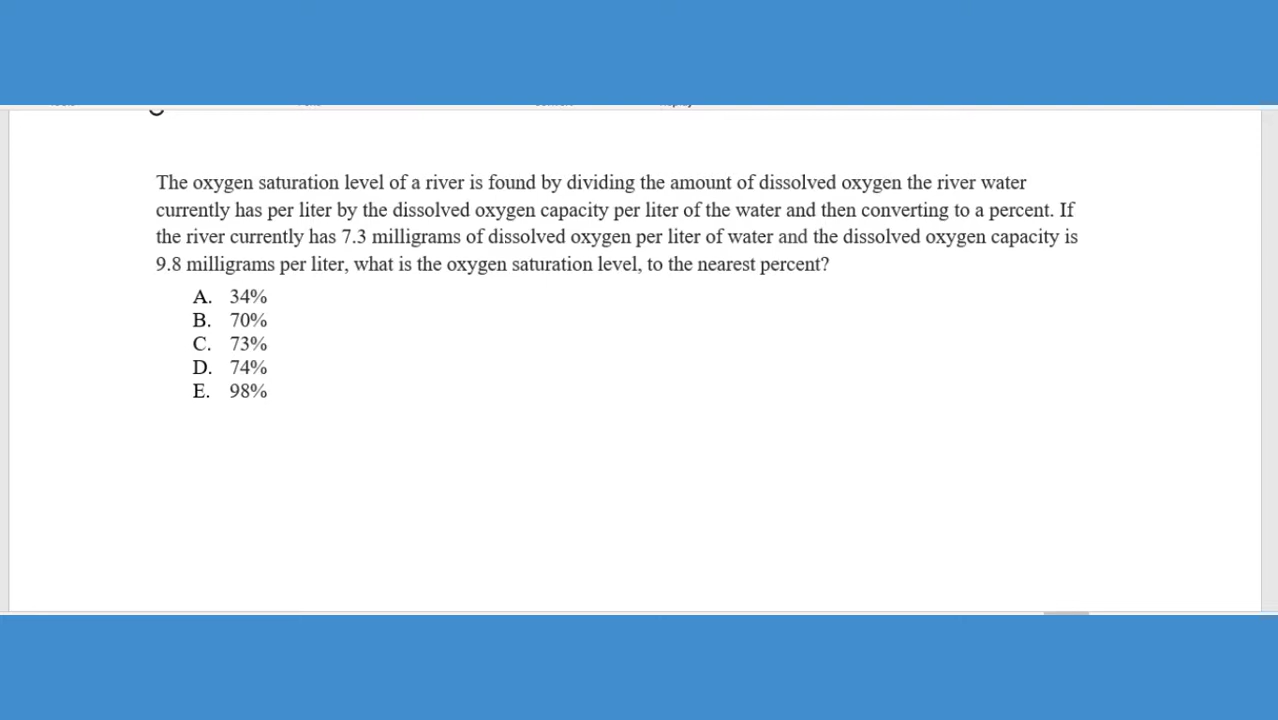 The oxygen saturation level of a river is found by dividing the amount of dissolved oxygen the river water
currently has per liter by the dissolved oxygen capacity per liter of the water and then converting to a percent. If
the river currently has 7.3 milligrams of dissolved oxygen per liter of water and the dissolved oxygen capacity is
9.8 milligrams per liter, what is the oxygen saturation level, to the nearest percent?
A. 34%
B. 70%
C. 73%
D. 74%
E. 98%